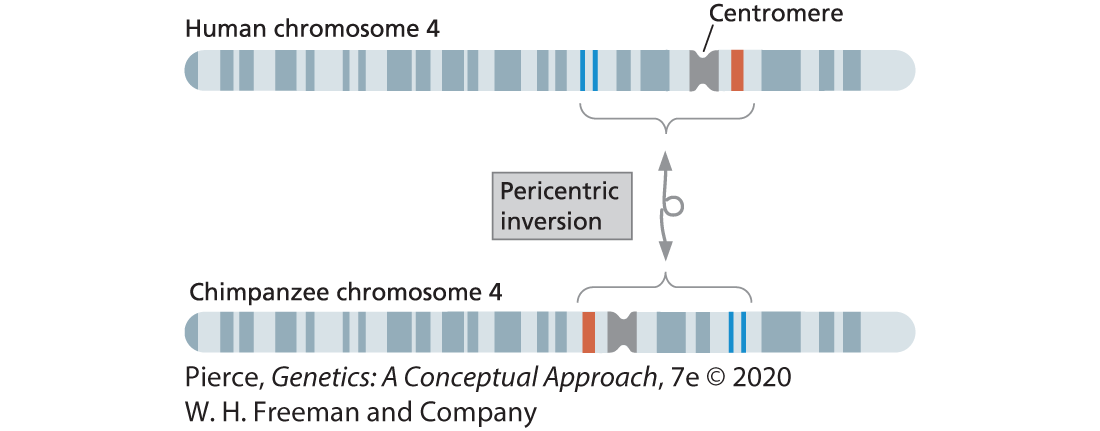 Centromere
Human chromosome 4
Pericentric
inversion
Chimpanzee chromosome 4
Pierce, Genetics: A Conceptual Approach, 7e © 2020
W. H. Freeman and Company